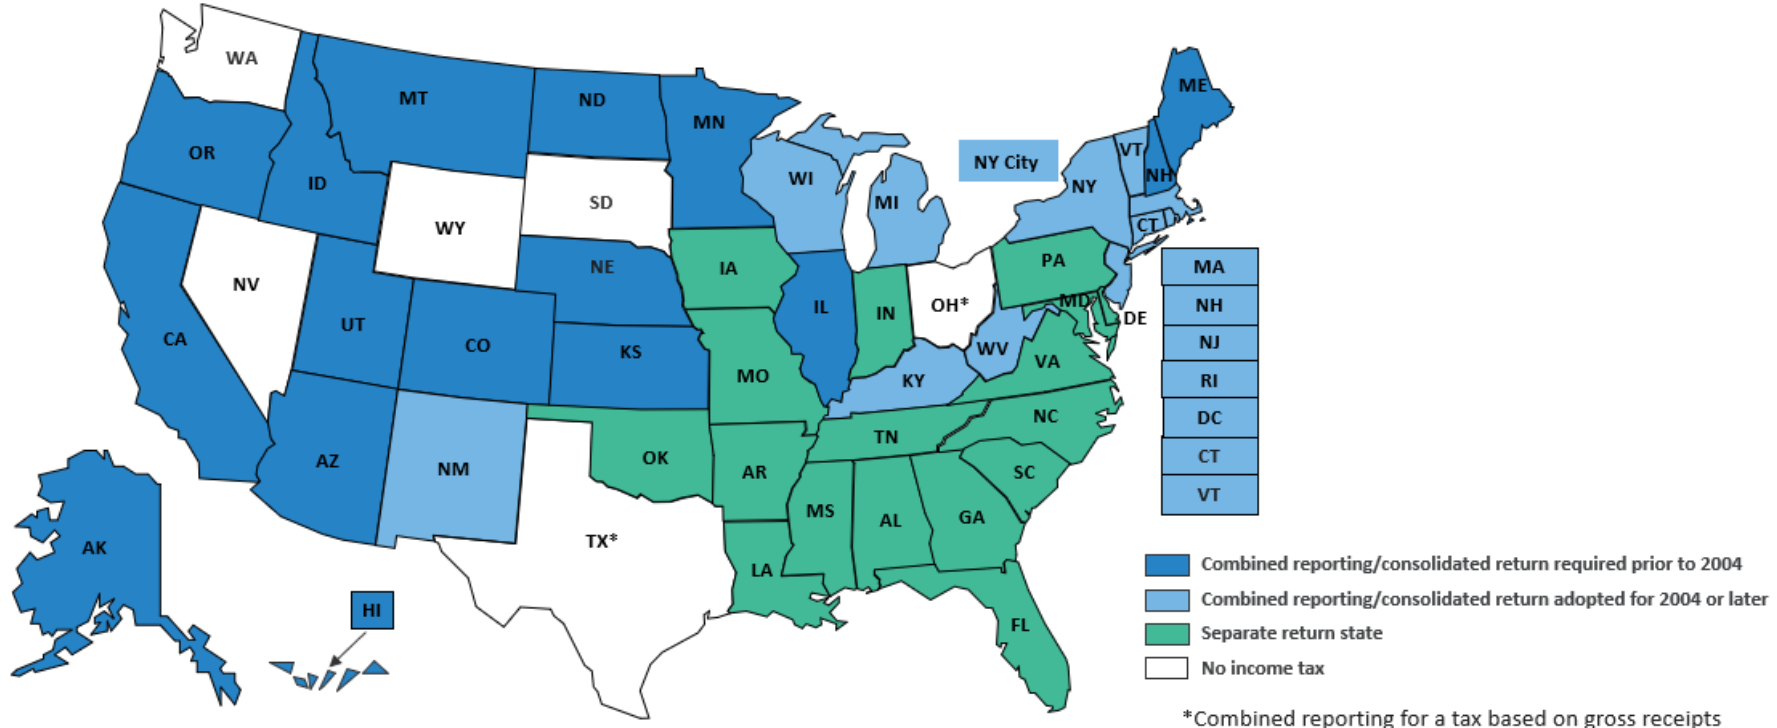 WA
MT
ND
MN
ME
OR
ID
SD
WI
MI
NY City
NY
VT
NH
WY
CT
NV
NE
IA
PA
MA
UT
CO
KS
IL
IN
OH*
MD
DE
NH
CA
MO
KY
WV
VA
NJ
RI
AZ
NM
OK
AR
TN
NC
DC
SC
CT
MS
AL
GA
VT
AK
TX*
LA
HI
FL
Combined reporting/consolidated return required prior to 2004
Combined reporting/consolidated return adopted for 2004 or later
Separate return state
No income tax
*Combined reporting for a tax based on gross receipts